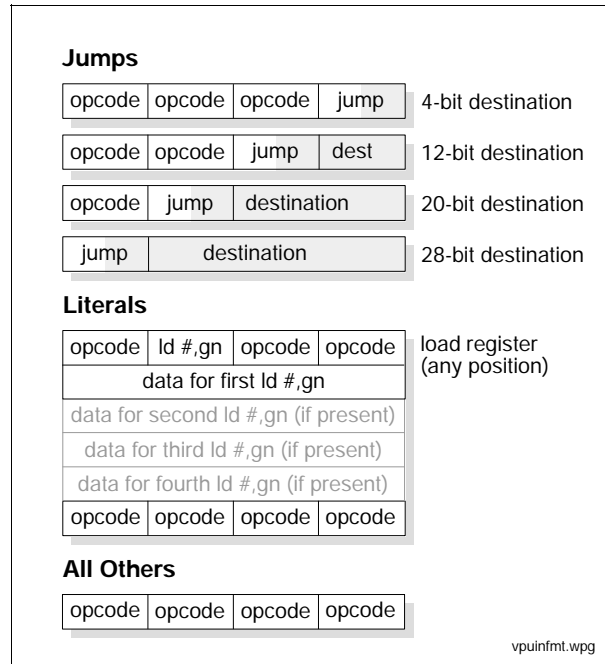 Jumps
opcode opcode opcode jump 4-bit destination
opcode opcode jump dest 12-bit destination
opcode jump destination 20-bit destination
jump destination 28-bit destination
Literals
opcode ld #,gn opcode opcode load register
(any position)
data for first ld #,gn
data for second ld #,gn (if present)
data for third ld #,gn (if present)
data for fourth ld #,gn (if present)
opcode opcode opcode opcode
All Others
opcode opcode opcode opcode
vpuinfmt.wpg